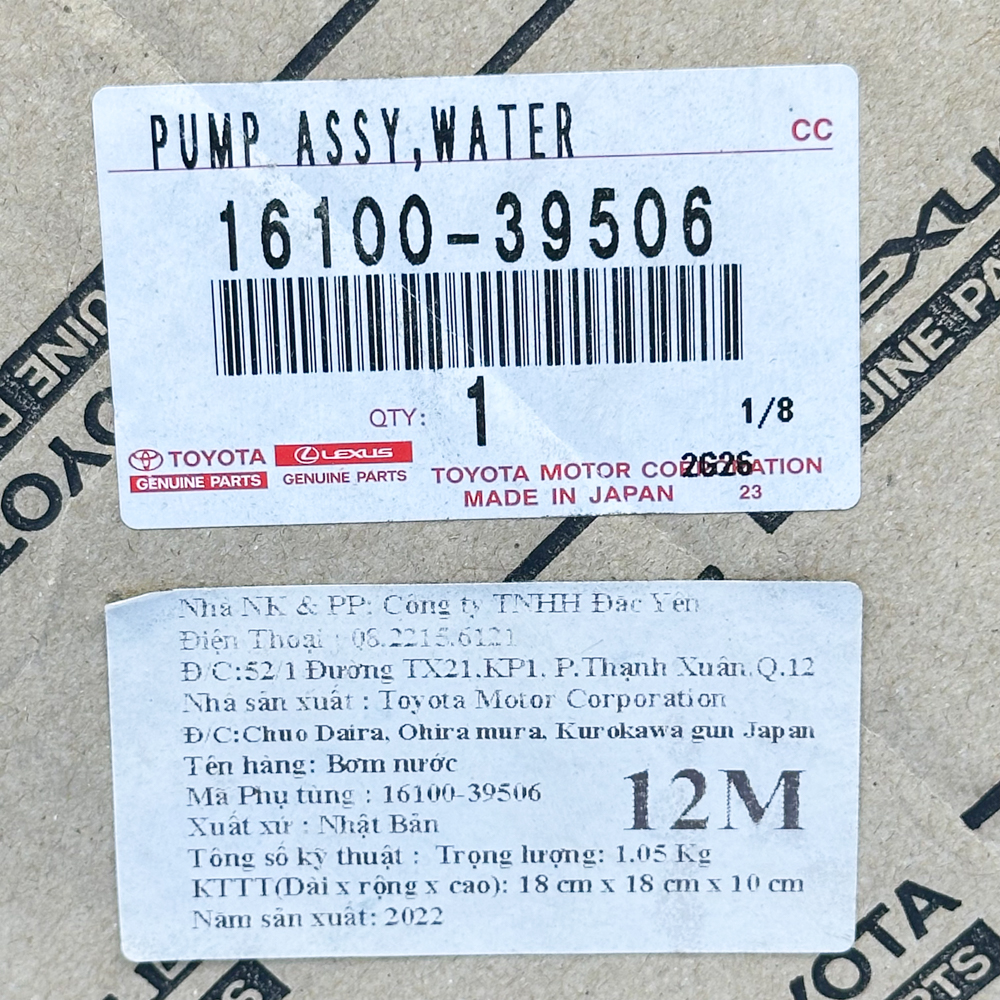 PUMP ASSY,WATER
CC
16100-39506
QTY: 1
1/8
TOYOTA
GENUINE PARTS
LEXUS
GENUINE PARTS
TOYOTA MOTOR CORPORATION
2626
MADE IN JAPAN 23
Nhà NK & PP: Công ty TNHH Đăc Yên
Điện Thoại : 08.2215.6121
Đ/C:52/1 Đường TX21.KP1. P.Thạnh Xuân.Q.12
Nhà sản xuất : Toyota Motor Corporation
Đ/C:Chuo Daira, Ohira mura, Kurokawa gun Japan
Tên hàng: Bơm nước
Mã Phụ tùng : 16100-39506
12M
Xuất xứ : Nhật Bản
Tông số kỹ thuật : Trọng lượng: 1.05 Kg
KTTT(Dài x rộng x cao): 18 cm x 18 cm x 10 cm
Năm sản xuất: 2022
LEXUS
TOYOTA